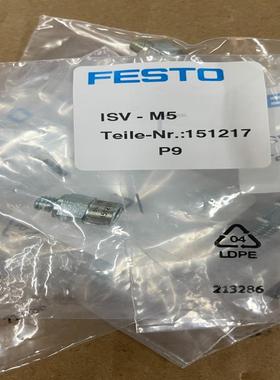 FESTO
ISV - M5
Teile-Nr.:151217
P9
04
LDPE
213286